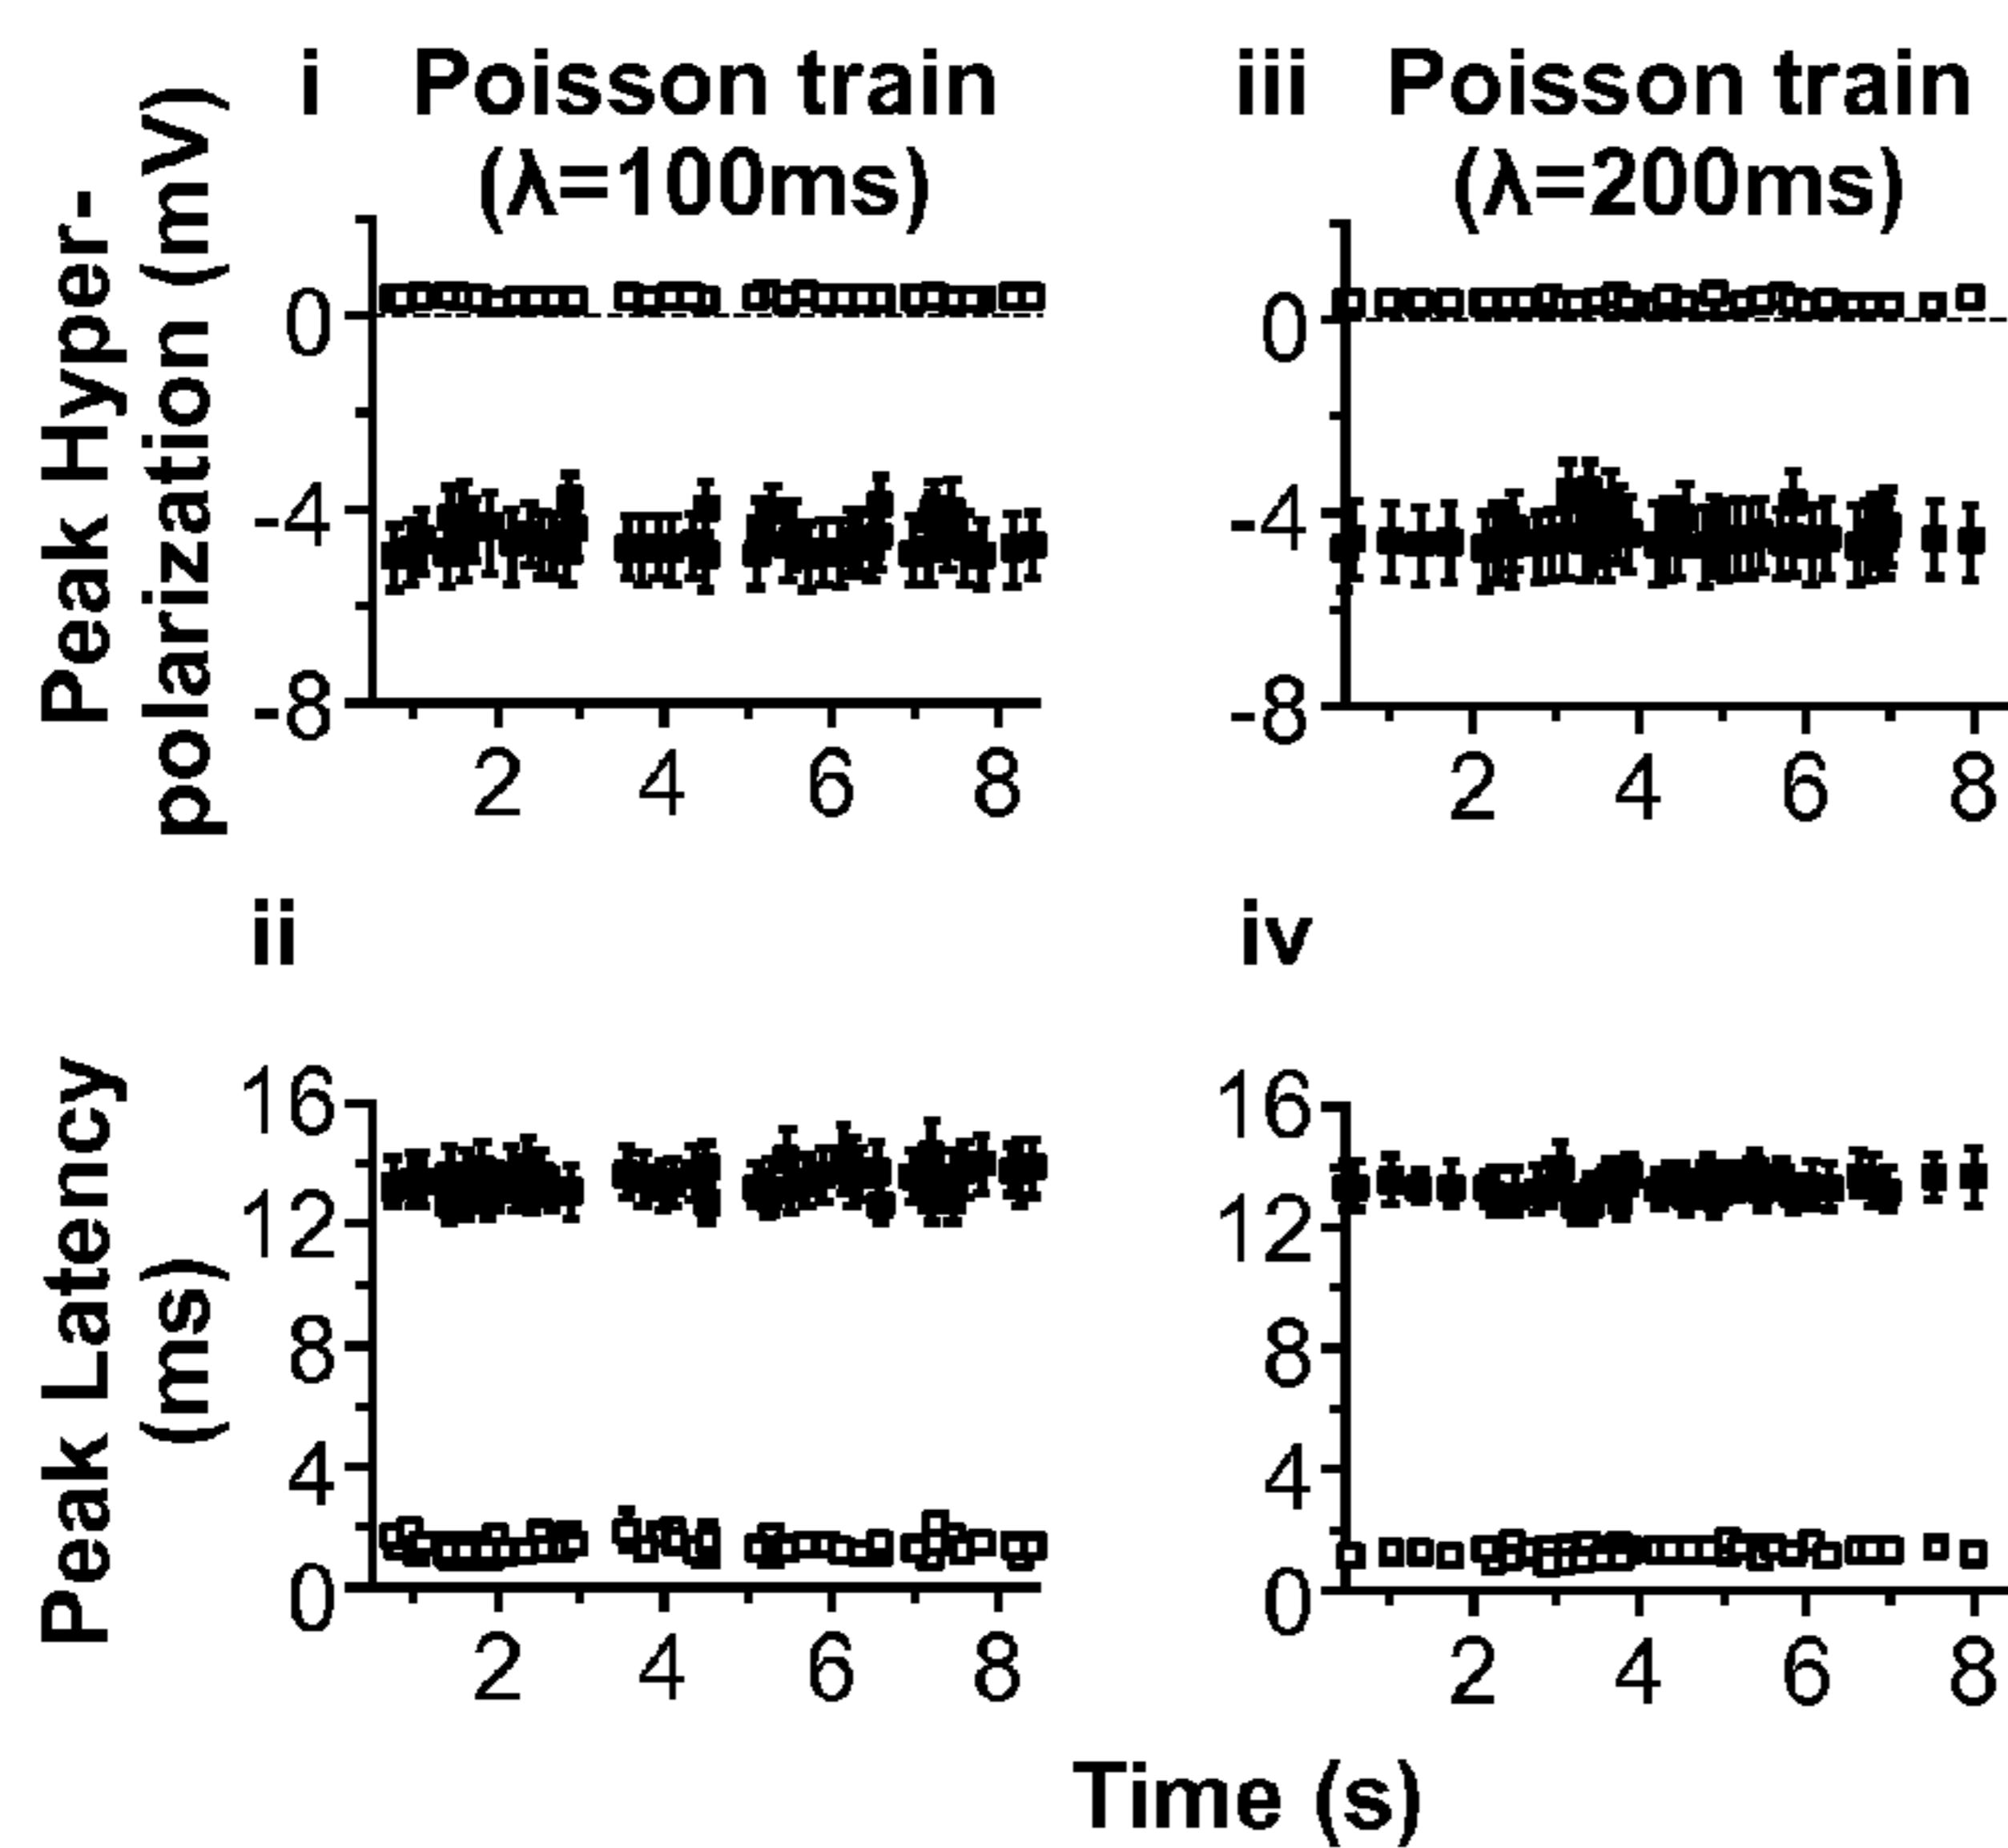 i Poisson train
(λ=100ms)
iii Poisson train
(λ=200ms)
Peak Hyper-
polarization (mV)
0
-4
-8
2 4 6 8
0
-4
-8
2 4 6 8
ii
iv
Peak Latency
(ms)
16
12
8
4
0
2 4 6 8
16
12
8
4
0
2 4 6 8
Time (s)